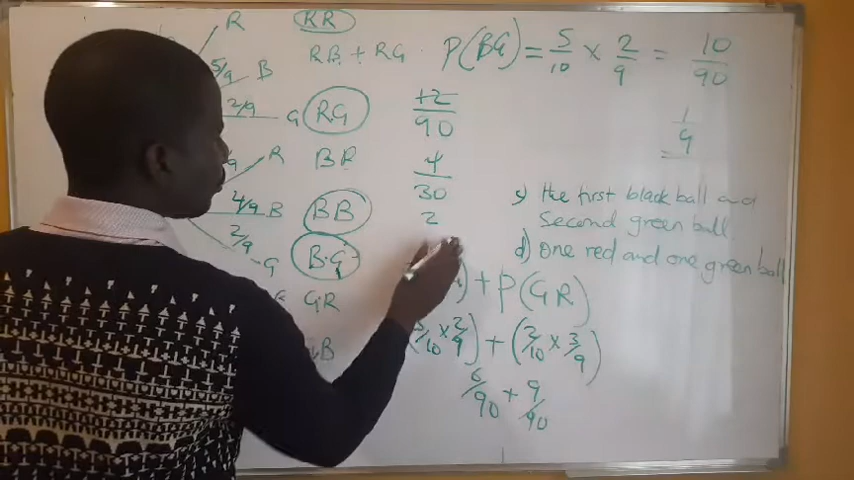 R RR
5/9 B RB + RG
2/9 G RG
R BR
4/9 B BB
2/9 G B.G
GR
P(BG) = 5/10 × 2/9 = 10/90
1/9
12/90
4/30
2
c) the first black ball and
second green ball
d) One red and one green ball
+ P(GR)
(3/10 × 2/9) + (2/10 × 3/9)
6/90 + 9/90